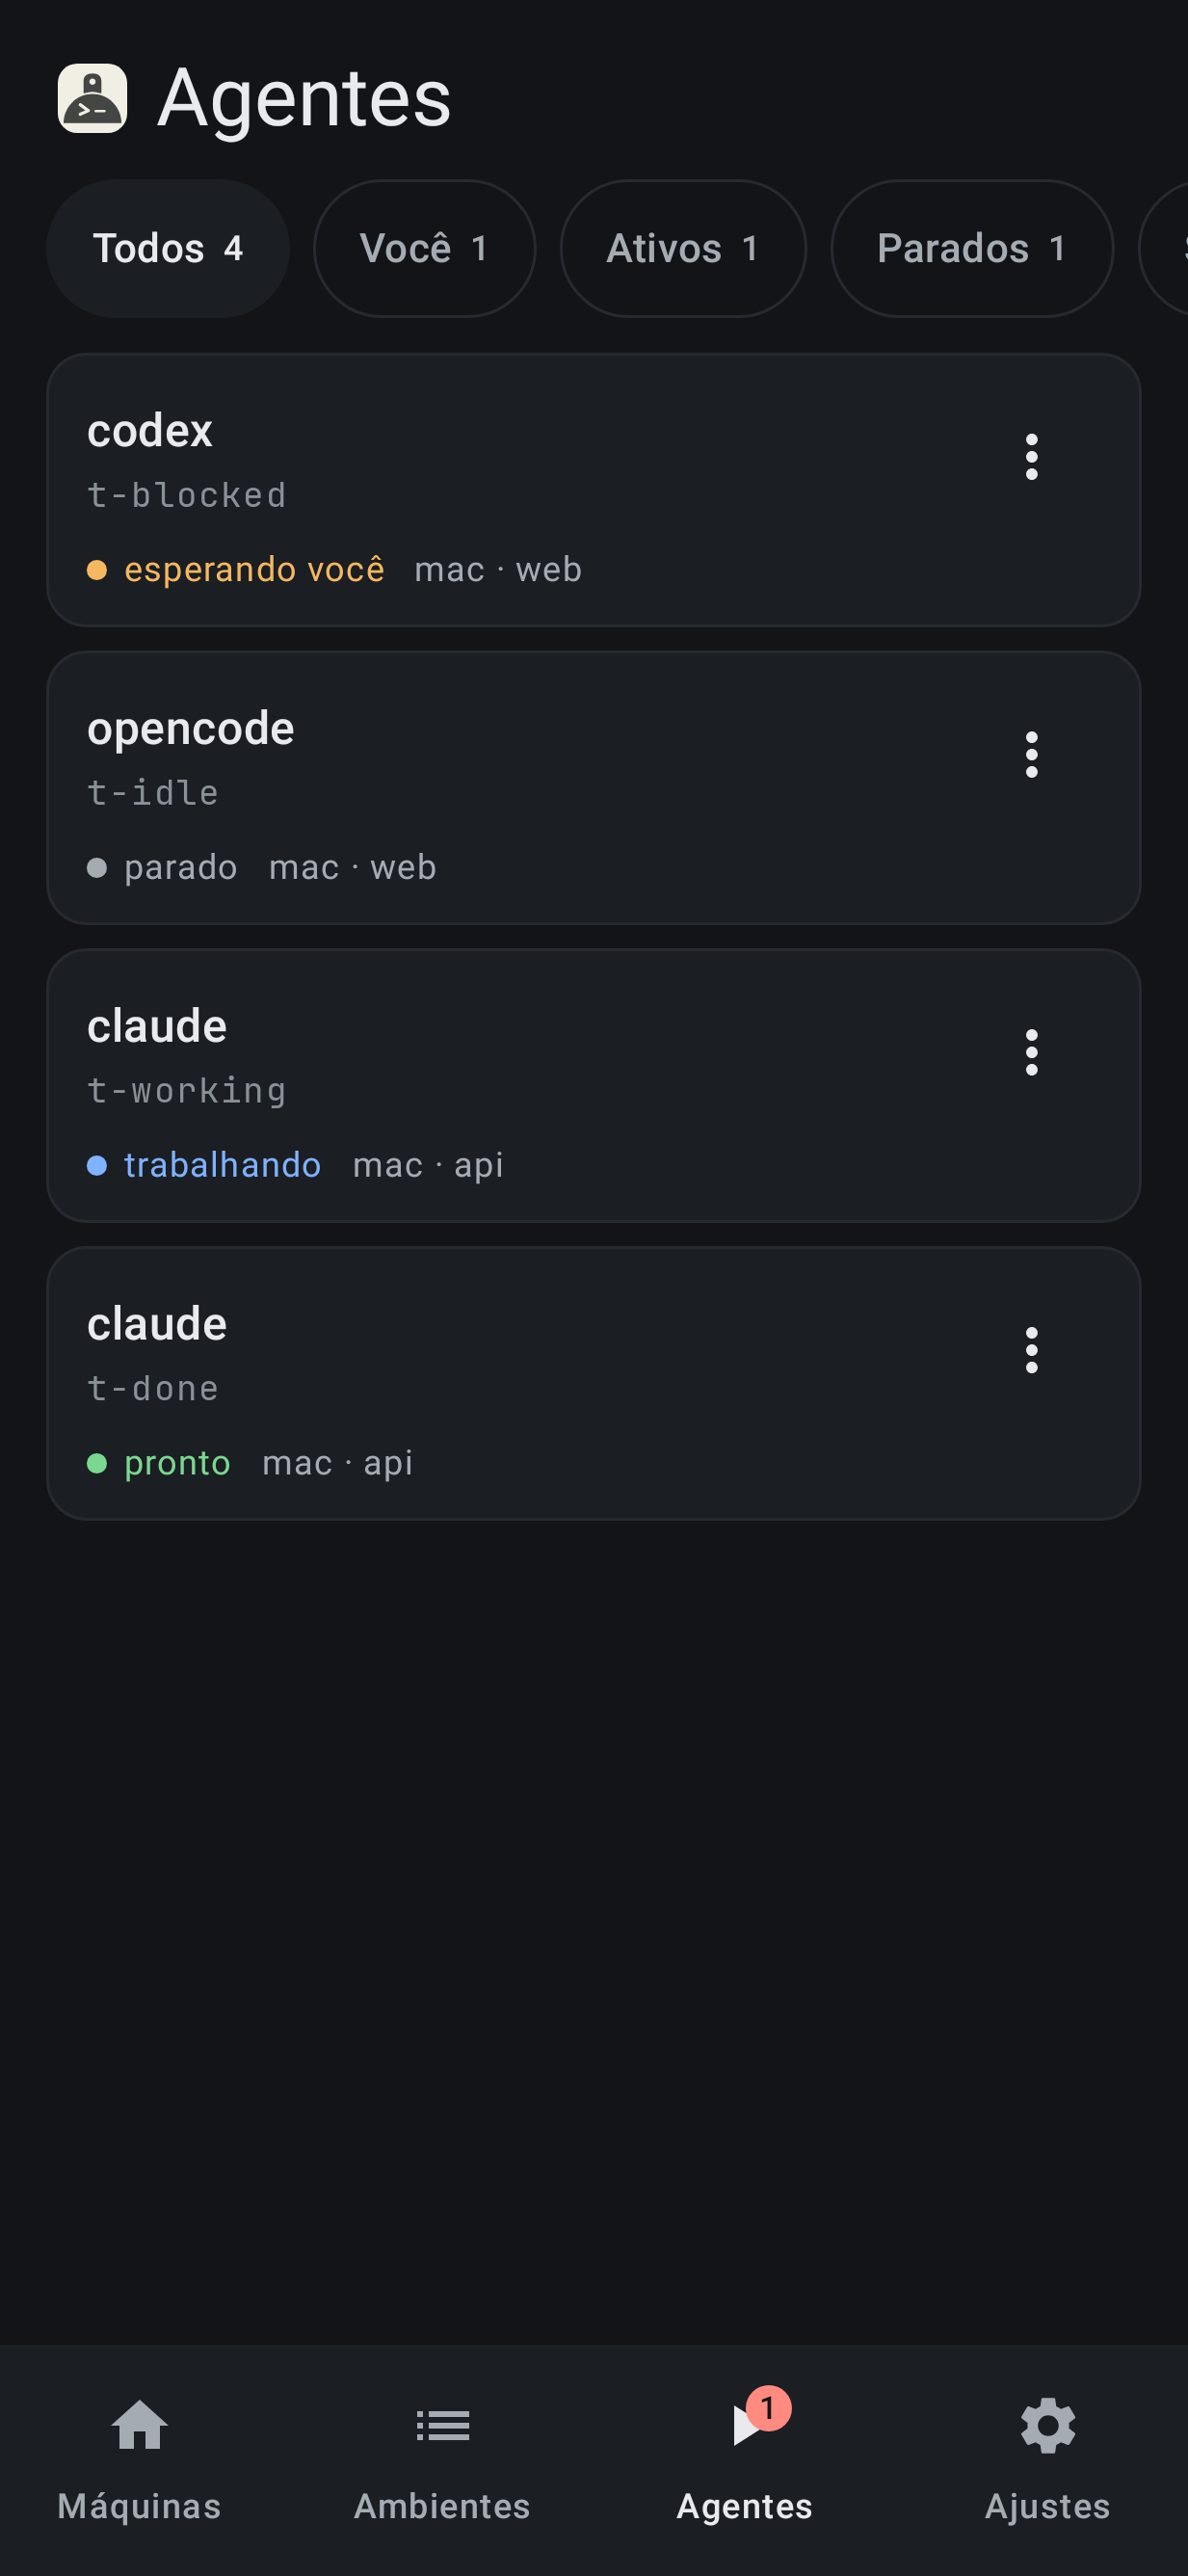 Agentes
Todos 4 Você 1 Ativos 1 Parados 1
codex
t-blocked
esperando você mac · web
opencode
t-idle
parado mac · web
claude
t-working
trabalhando mac · api
claude
t-done
pronto mac · api
1
Máquinas Ambientes Agentes Ajustes